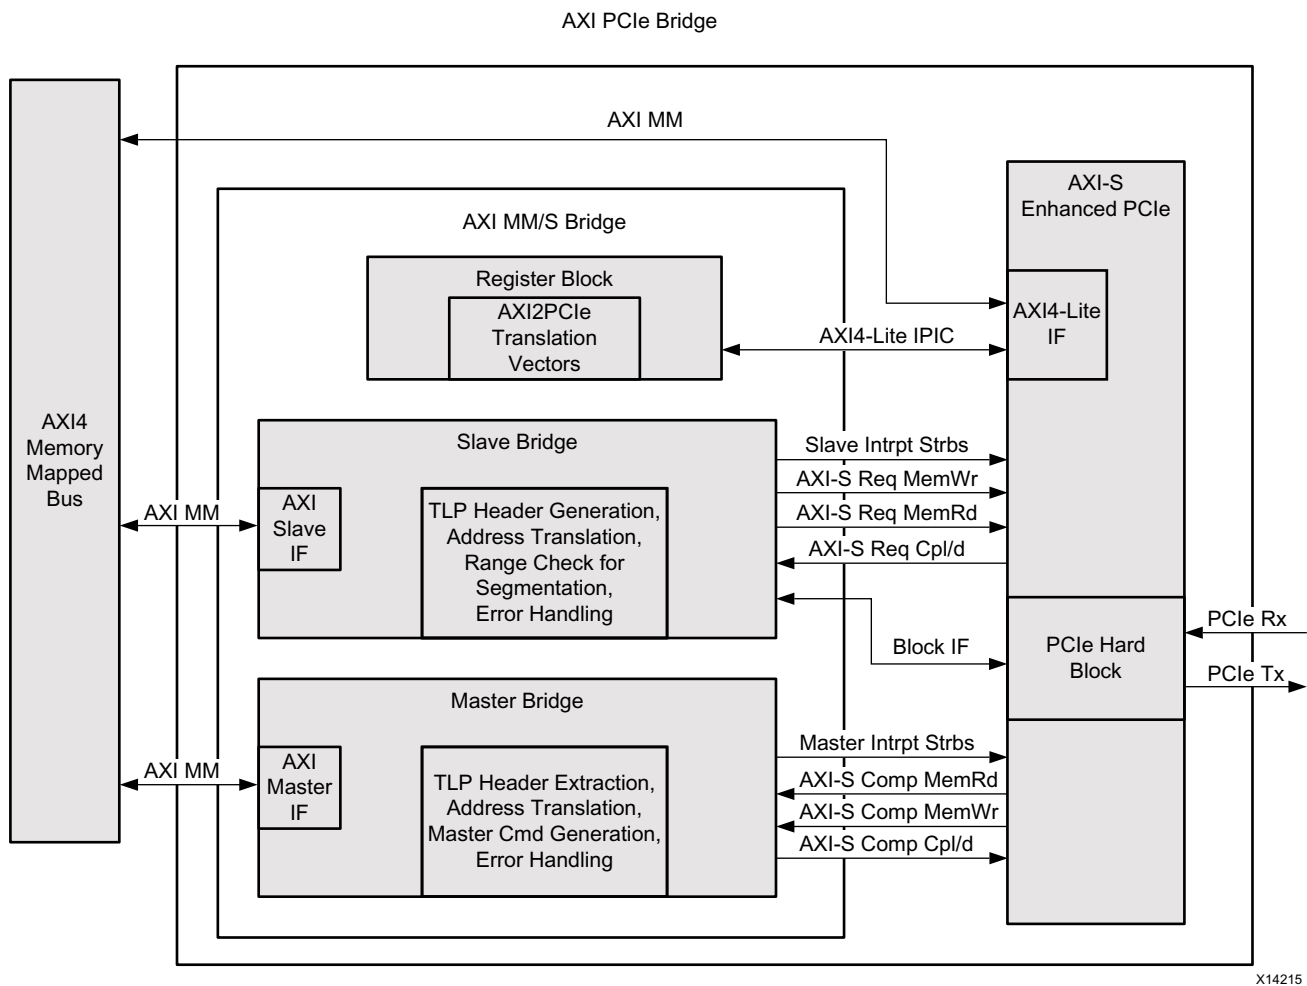 AXI PCIe Bridge
AXI MM
AXI-S
Enhanced PCIe
AXI MM/S Bridge
Register Block
AXI2PCIe
Translation
Vectors
AXI4-Lite
IF
AXI4-Lite IPIC
AXI4
Memory
Mapped
Bus
Slave Bridge
Slave Intrpt Strbs
AXI-S Req MemWr
AXI-S Req MemRd
AXI-S Req Cpl/d
AXI MM
AXI
Slave
IF
TLP Header Generation,
Address Translation,
Range Check for
Segmentation,
Error Handling
Block IF
PCIe Hard
Block
PCIe Rx
PCIe Tx
Master Bridge
Master Intrpt Strbs
AXI-S Comp MemRd
AXI-S Comp MemWr
AXI-S Comp Cpl/d
AXI MM
AXI
Master
IF
TLP Header Extraction,
Address Translation,
Master Cmd Generation,
Error Handling
X14215